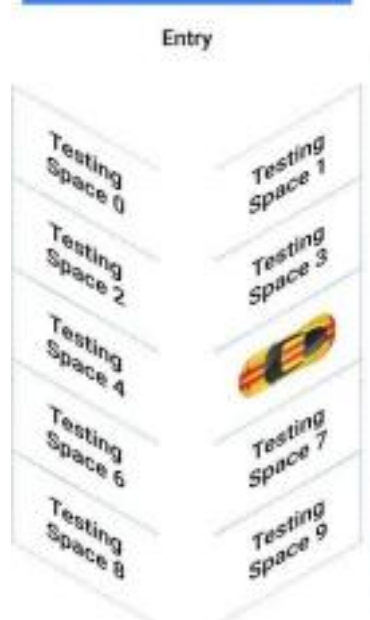 Entry
Testing
Space 0
Testing
Space 1
Testing
Space 2
Testing
Space 3
Testing
Space 4
Testing
Space 6
Testing
Space 7
Testing
Space 8
Testing
Space 9